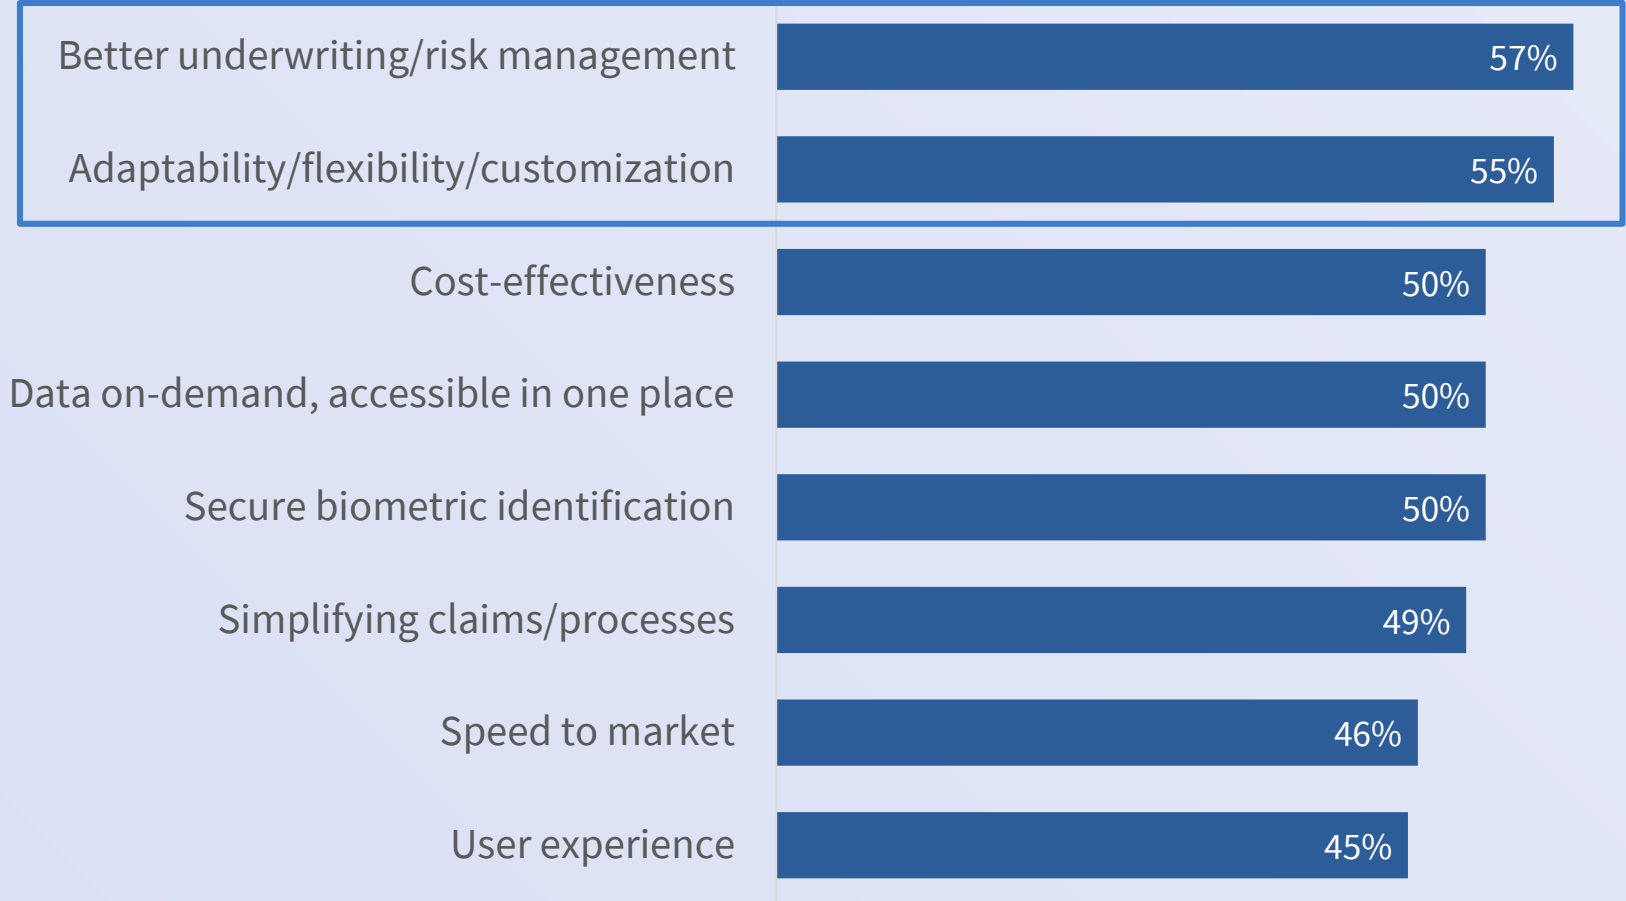 Better underwriting/risk management 57%
Adaptability/flexibility/customization 55%
Cost-effectiveness 50%
Data on-demand, accessible in one place 50%
Secure biometric identification 50%
Simplifying claims/processes 49%
Speed to market 46%
User experience 45%